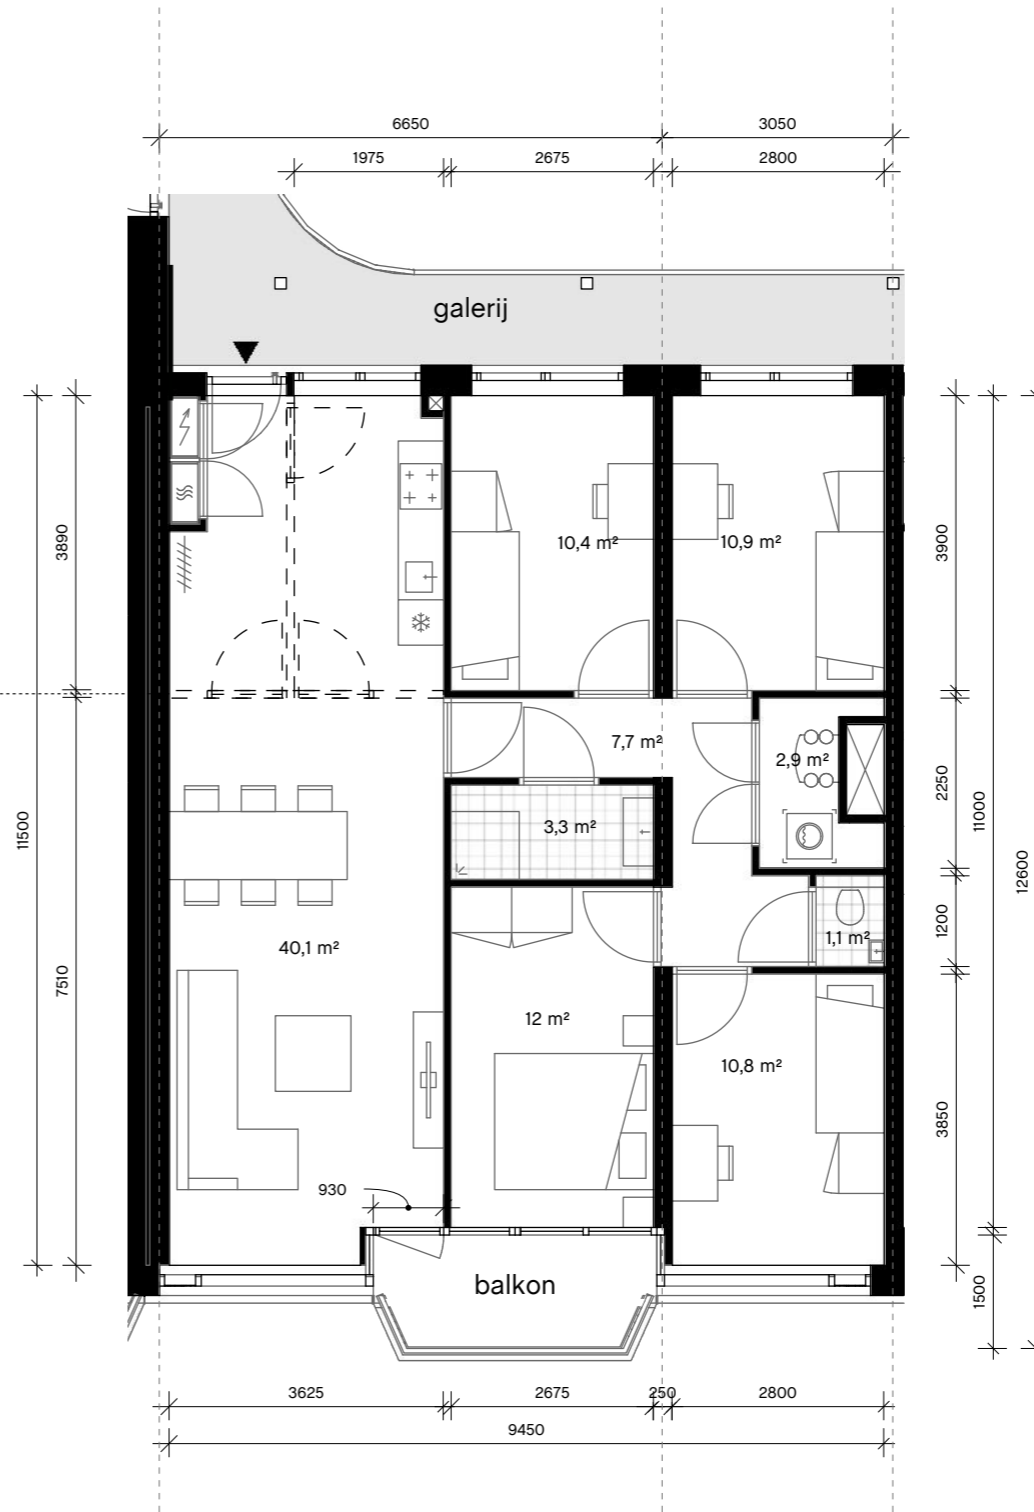 6650
3050
1975
2675
2800
galerij
10,4 m²
10,9 m²
3890
3900
7,7 m²
2,9 m²
2250
11000
11500
3,3 m²
12600
1200
40,1 m²
1,1 m²
7510
12 m²
10,8 m²
3850
930
balkon
1500
3625
2675
250
2800
9450